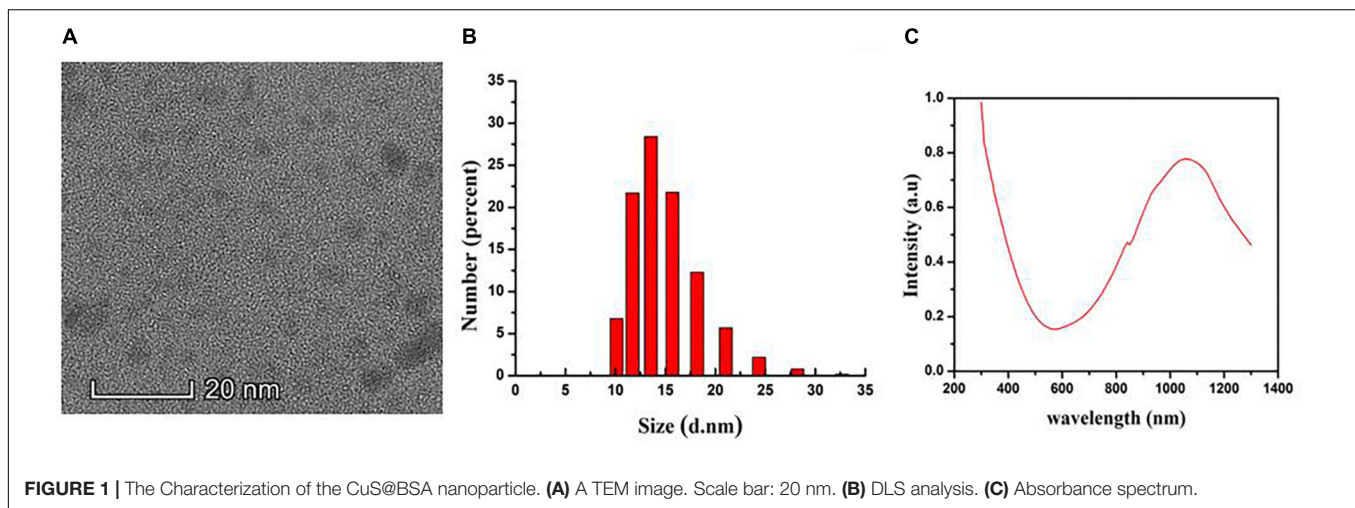 A
B
C
20 nm
35
30
25
20
15
10
5
0
Number (percent)
0 5 10 15 20 25 30 35
Size (d.nm)
1.0
0.8
0.6
0.4
0.2
0.0
Intensity (a.u)
200 400 600 800 1000 1200 1400
wavelength (nm)
FIGURE 1 | The Characterization of the CuS@BSA nanoparticle. (A) A TEM image. Scale bar: 20 nm. (B) DLS analysis. (C) Absorbance spectrum.